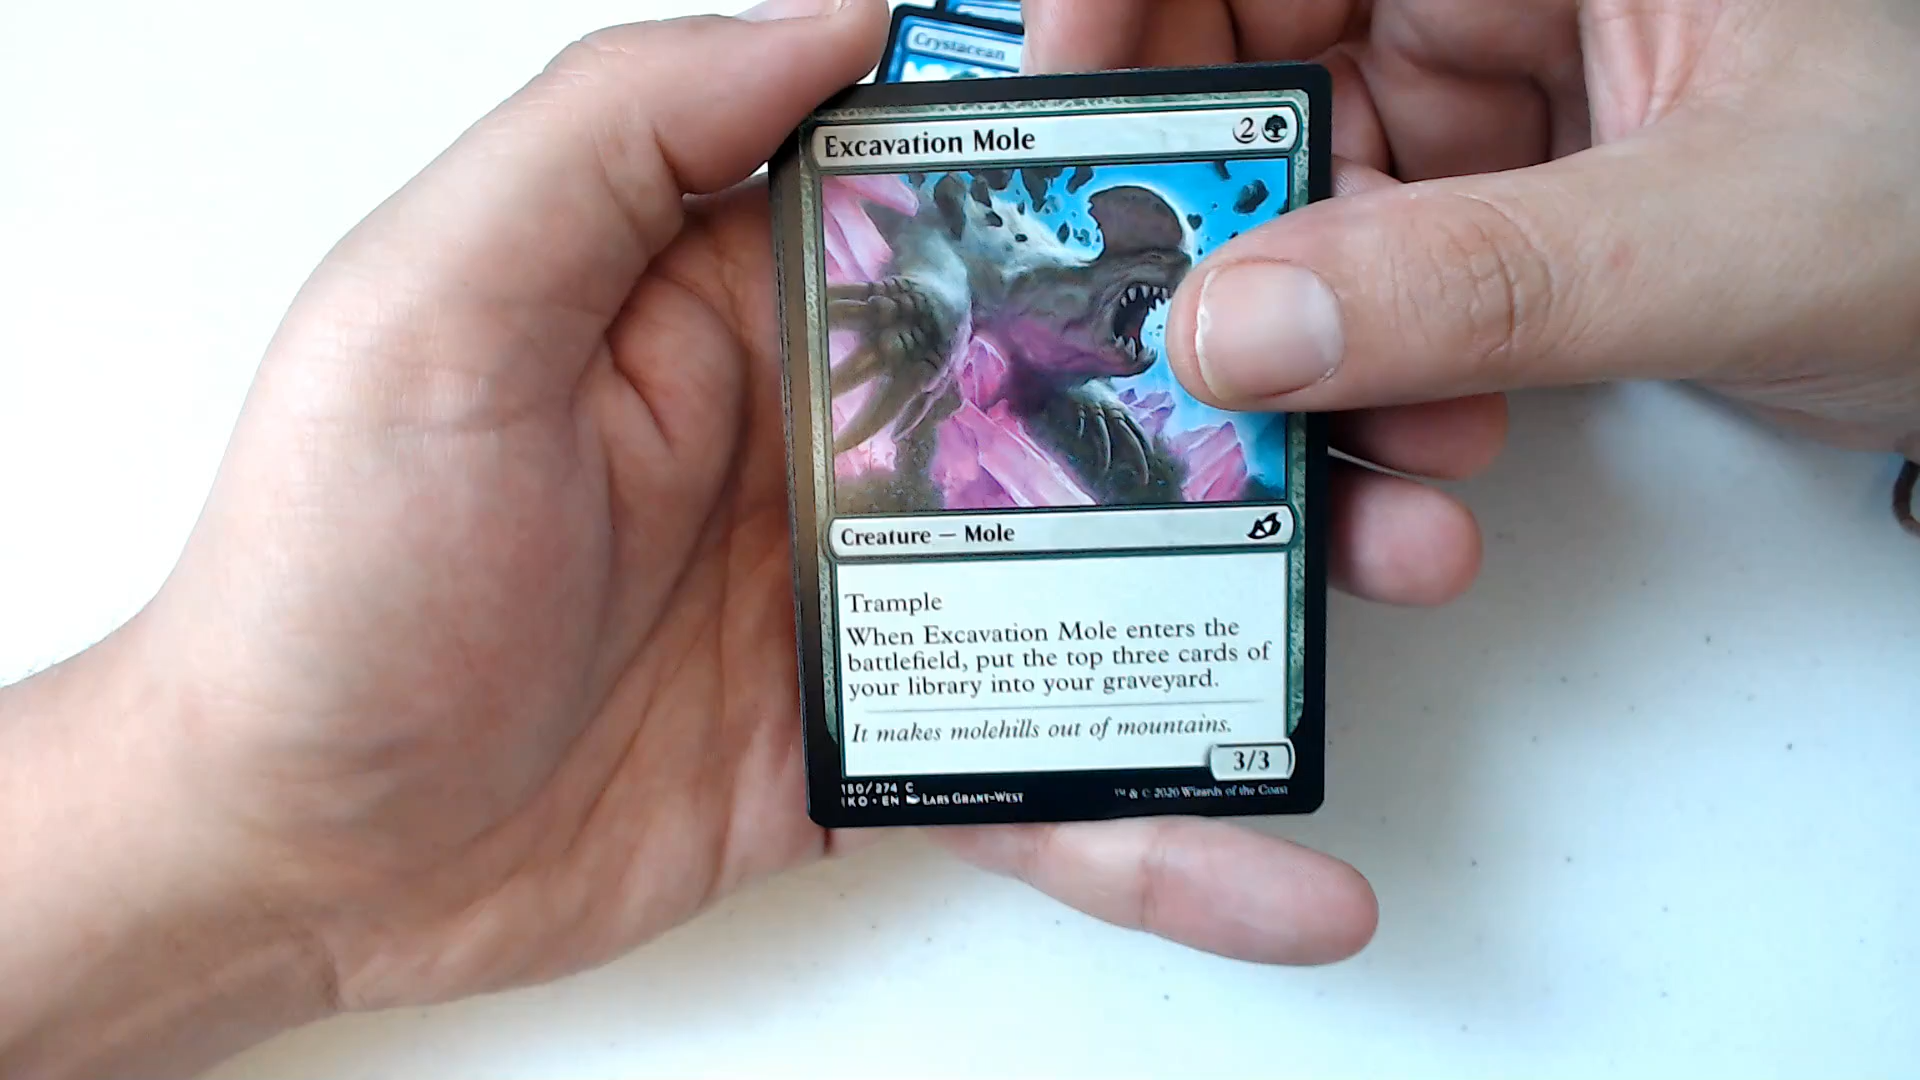 Crystacean
Excavation Mole 2
Creature — Mole
Trample
When Excavation Mole enters the
battlefield, put the top three cards of
your library into your graveyard.
It makes molehills out of mountains.
3/3
150/274 C
IKO • EN Lars Grant-West
™ & © 2020 Wizards of the Coast